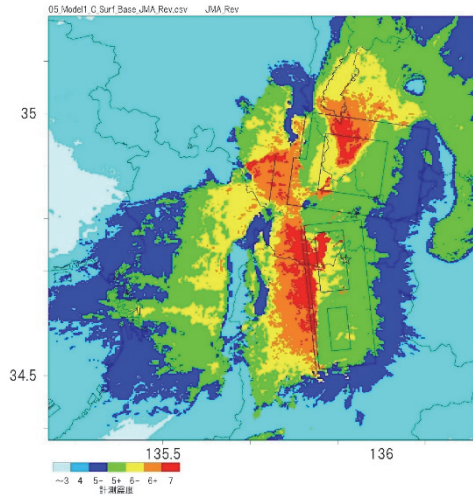 05_Model1_C_Surf_Base_JMA_Rev.csv JMA_Rev
35
34.5
135.5 136
~3 4 5- 5+ 6- 6+ 7
計測震度